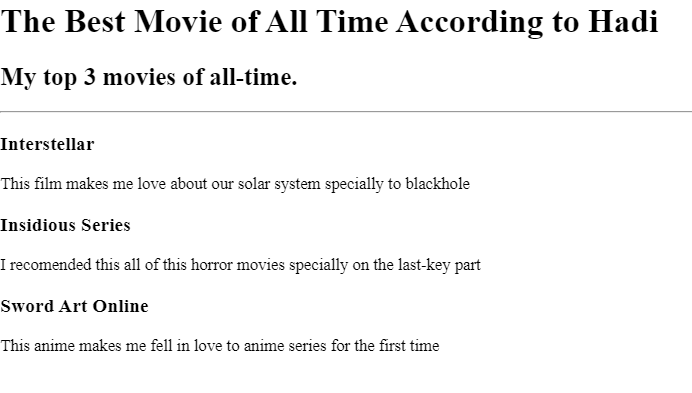 The Best Movie of All Time According to Hadi
My top 3 movies of all-time.
Interstellar
This film makes me love about our solar system specially to blackhole
Insidious Series
I recomended this all of this horror movies specially on the last-key part
Sword Art Online
This anime makes me fell in love to anime series for the first time